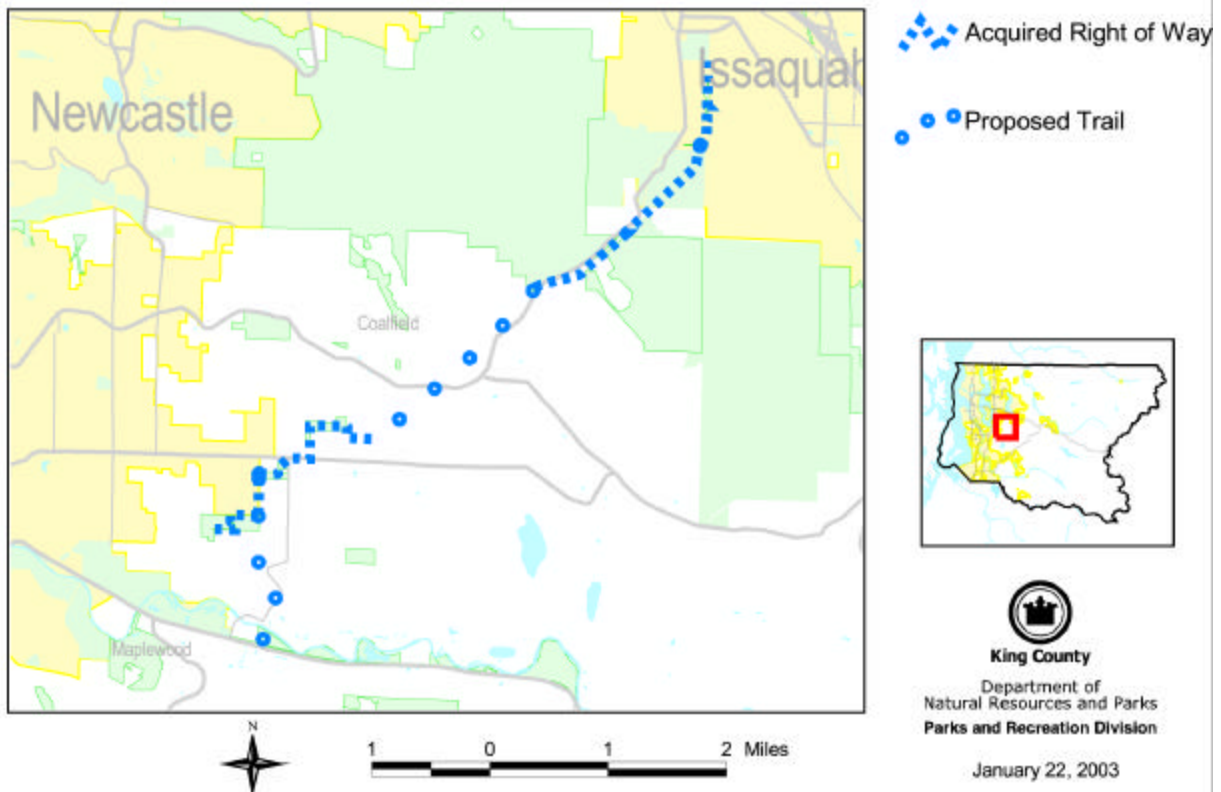 Acquired Right of Way
Proposed Trail
Newcastle
Issaquah
Coalfield
Maplewood
N
1 0 1 2 Miles
King County
Department of
Natural Resources and Parks
Parks and Recreation Division
January 22, 2003